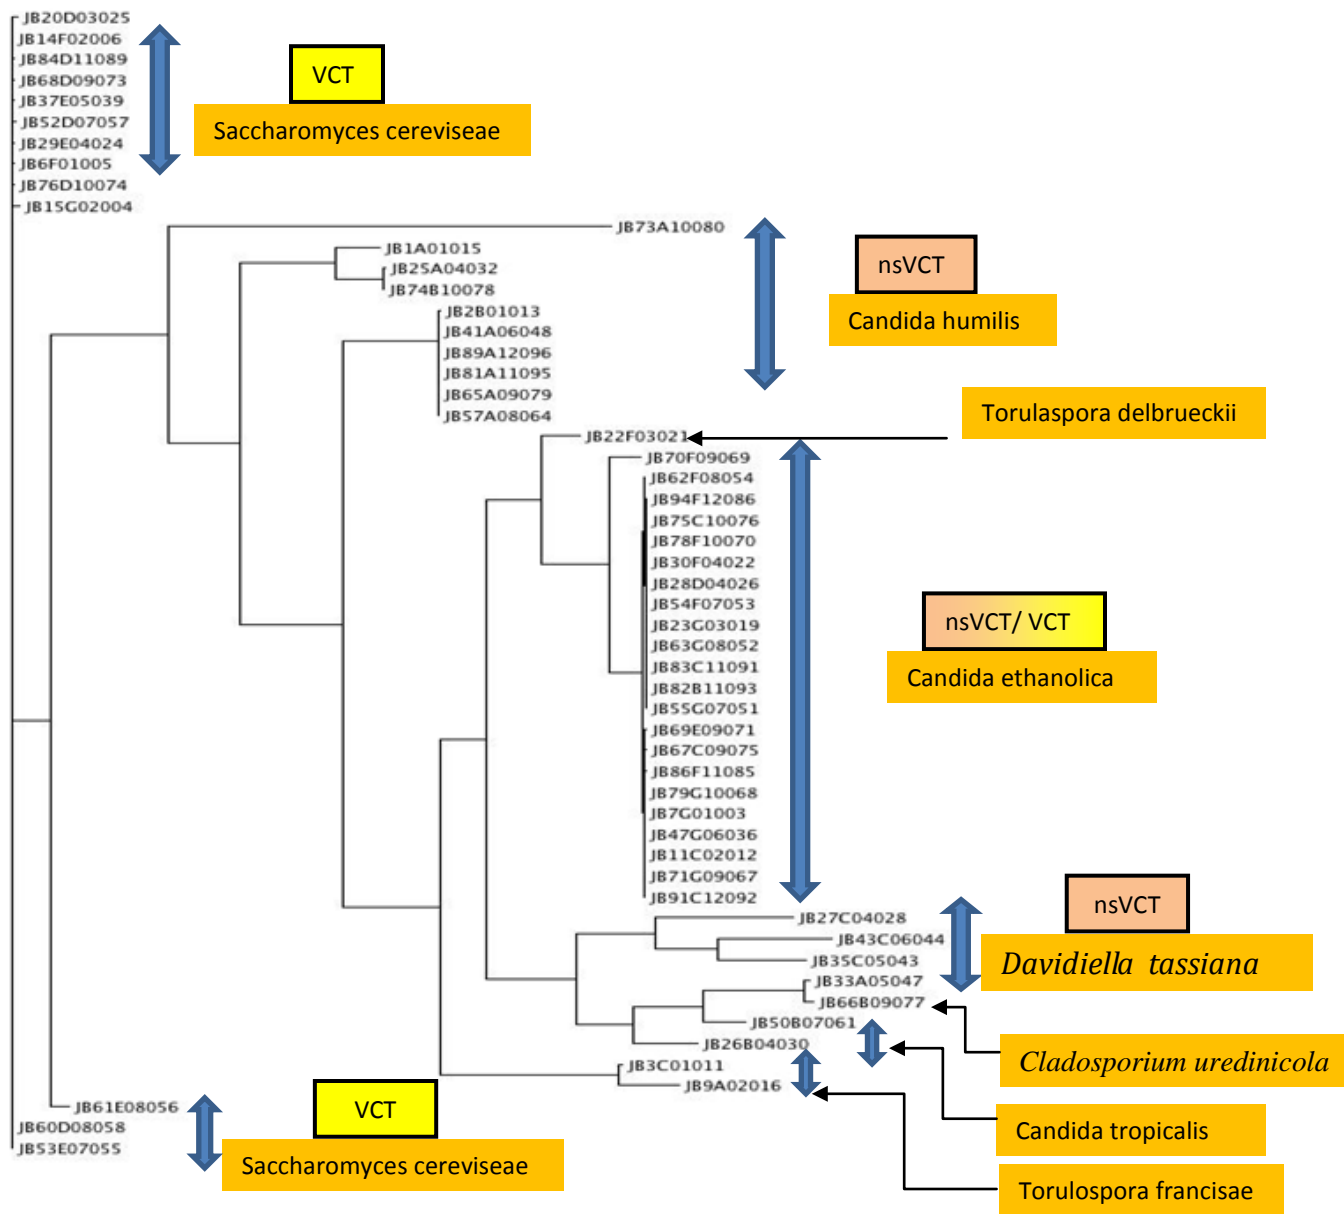 JB20D03025
JB14F02006
JB84D11089
JB68D09073
JB37E05039
JB52D07057
JB29E04024
JB6F01005
JB76D10074
JB15G02004
VCT
Saccharomyces cereviseae
JB73A10080
JB1A01015
JB25A04032
JB74B10078
JB2B01013
JB41A06048
JB89A12096
JB81A11095
JB65A09079
JB57A08064
nsVCT
Candida humilis
Torulaspora delbrueckii
JB22F03021
JB70F09069
JB62F08054
JB94F12086
JB75C10076
JB78F10070
JB30F04022
JB28D04026
JB54F07053
JB23G03019
JB63G08052
JB83C11091
JB82B11093
JB55G07051
JB69E09071
JB67C09075
JB86F11085
JB79G10068
JB7G01003
JB47G06036
JB11C02012
JB71G09067
JB91C12092
nsVCT/ VCT
Candida ethanolica
JB27C04028
JB43C06044
JB35C05043
nsVCT
Davidiella tassiana
JB33A05047
JB66B09077
JB50B07061
JB26B04030
JB3C01011
JB9A02016
Cladosporium uredinicola
Candida tropicalis
Torulospora francisae
JB61E08056
JB60D08058
JB53E07055
VCT
Saccharomyces cereviseae